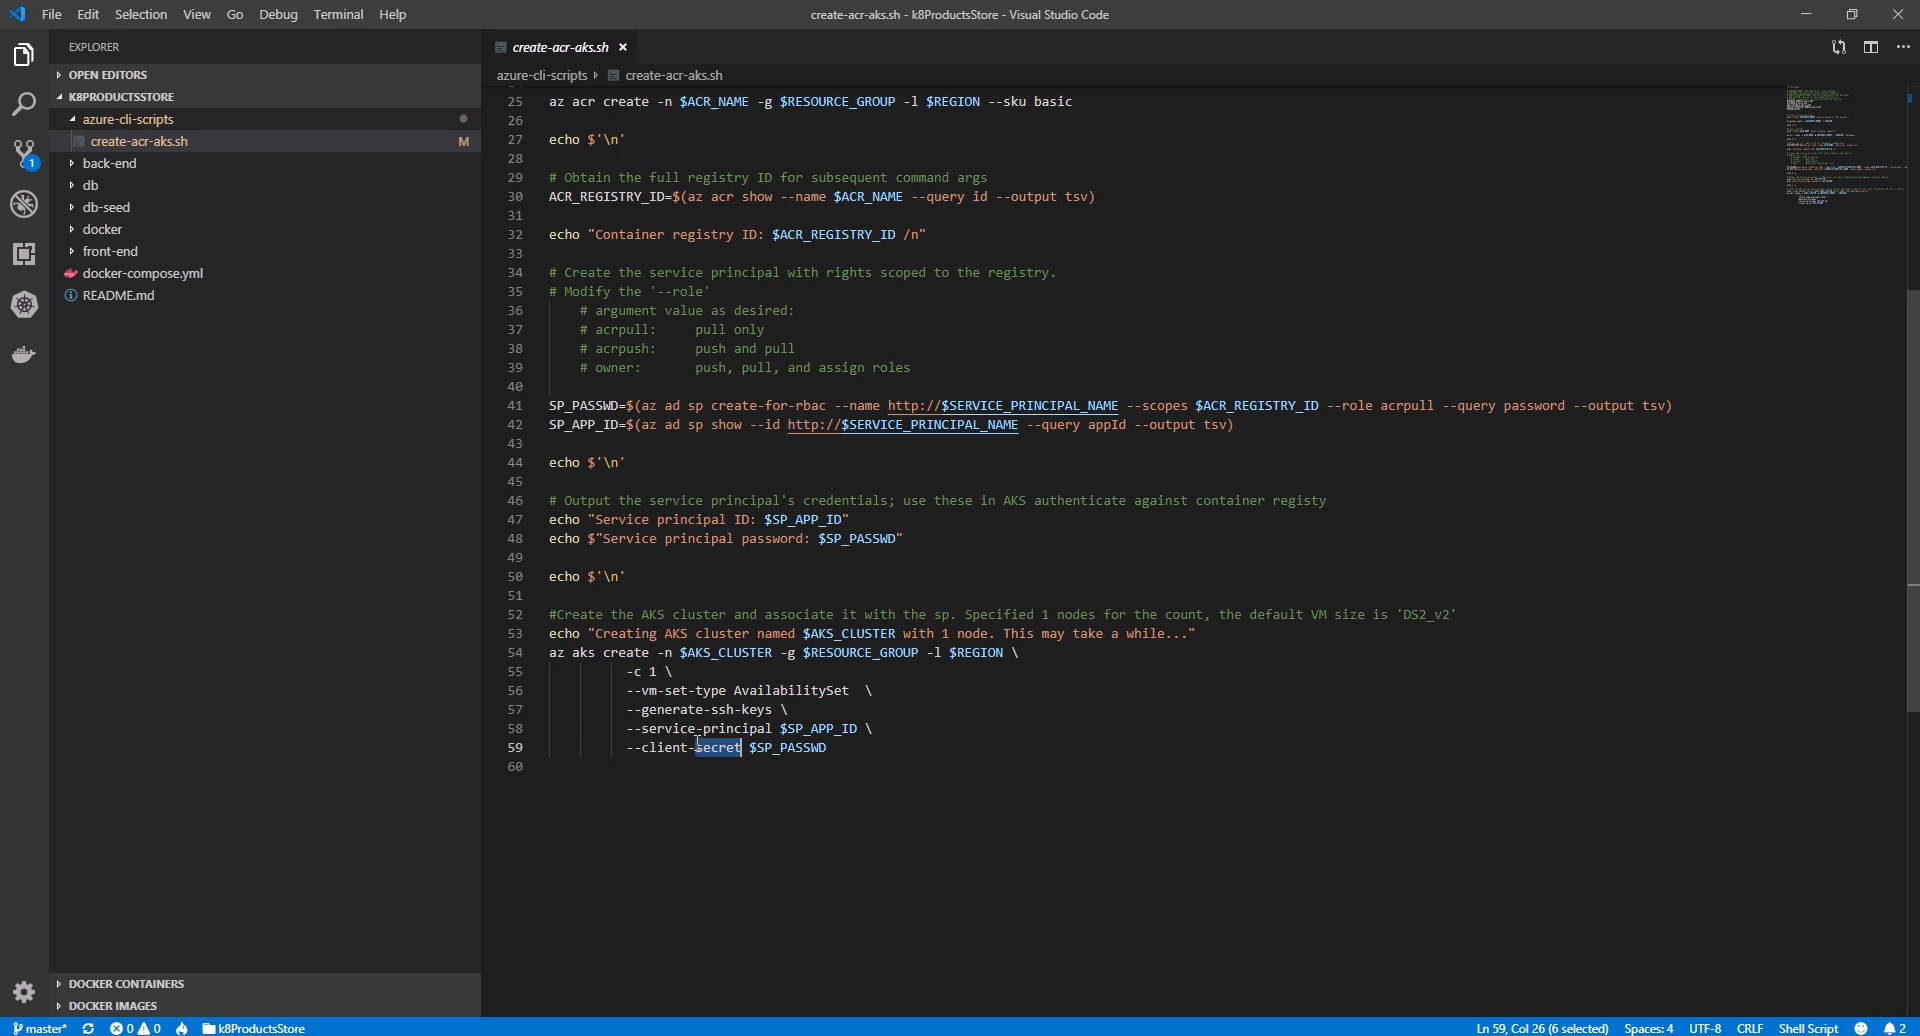 File Edit Selection View Go Debug Terminal Help
create-acr-aks.sh - k8ProductsStore - Visual Studio Code
EXPLORER
OPEN EDITORS
K8PRODUCTSSTORE
azure-cli-scripts
create-acr-aks.sh M
back-end
db
db-seed
docker
front-end
docker-compose.yml
README.md
DOCKER CONTAINERS
DOCKER IMAGES
1
create-acr-aks.sh ×
azure-cli-scripts create-acr-aks.sh
25 az acr create -n $ACR_NAME -g $RESOURCE_GROUP -l $REGION --sku basic
26
27 echo $'\n'
28
29 # Obtain the full registry ID for subsequent command args
30 ACR_REGISTRY_ID=$(az acr show --name $ACR_NAME --query id --output tsv)
31
32 echo "Container registry ID: $ACR_REGISTRY_ID /n"
33
34 # Create the service principal with rights scoped to the registry.
35 # Modify the '--role'
36 # argument value as desired:
37 # acrpull: pull only
38 # acrpush: push and pull
39 # owner: push, pull, and assign roles
40
41 SP_PASSWD=$(az ad sp create-for-rbac --name http://$SERVICE_PRINCIPAL_NAME --scopes $ACR_REGISTRY_ID --role acrpull --query password --output tsv)
42 SP_APP_ID=$(az ad sp show --id http://$SERVICE_PRINCIPAL_NAME --query appId --output tsv)
43
44 echo $'\n'
45
46 # Output the service principal's credentials; use these in AKS authenticate against container registy
47 echo "Service principal ID: $SP_APP_ID"
48 echo $"Service principal password: $SP_PASSWD"
49
50 echo $'\n'
51
52 #Create the AKS cluster and associate it with the sp. Specified 1 nodes for the count, the default VM size is 'DS2_v2'
53 echo "Creating AKS cluster named $AKS_CLUSTER with 1 node. This may take a while..."
54 az aks create -n $AKS_CLUSTER -g $RESOURCE_GROUP -l $REGION \
55 -c 1 \
56 --vm-set-type AvailabilitySet \
57 --generate-ssh-keys \
58 --service-principal $SP_APP_ID \
59 --client-secret $SP_PASSWD
60
master* 0 0 k8ProductsStore
Ln 59, Col 26 (6 selected) Spaces: 4 UTF-8 CRLF Shell Script 2